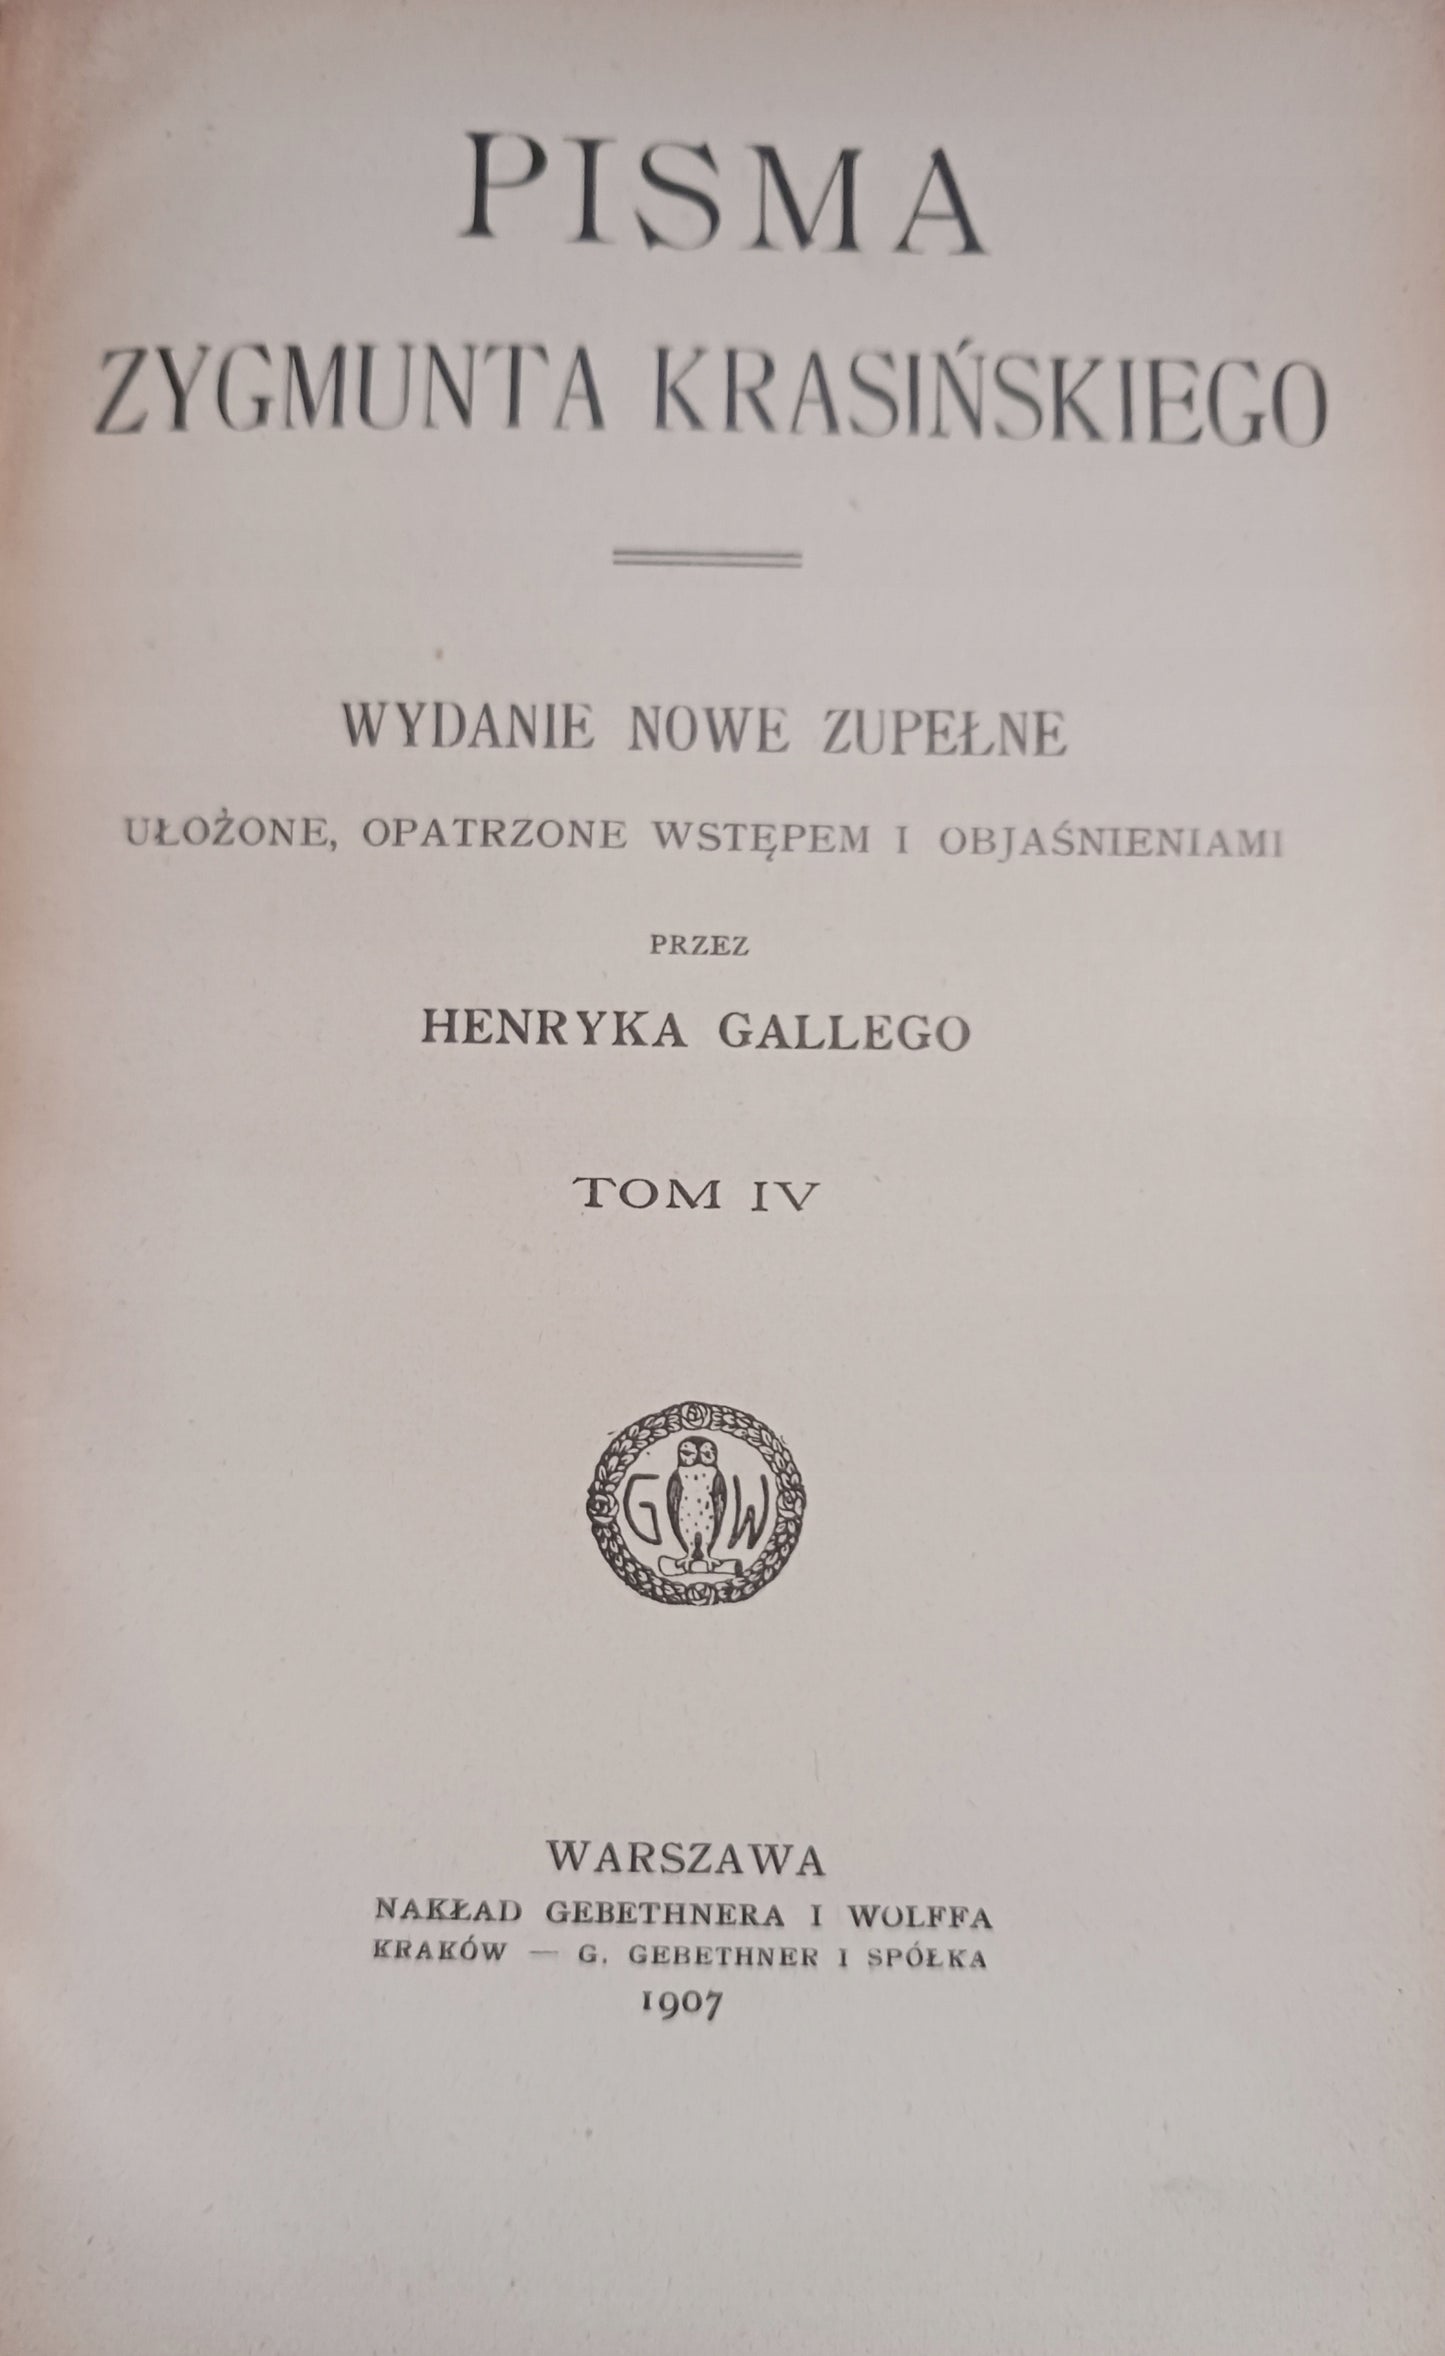 PISMA
ZYGMUNTA KRASIŃSKIEGO
WYDANIE NOWE ZUPEŁNE
UŁOŻONE, OPATRZONE WSTĘPEM I OBJAŚNIENIAMI
PRZEZ
HENRYKA GALLEGO
TOM IV
G W
WARSZAWA
NAKŁAD GEBETHNERA I WOLFFA
KRAKÓW — G. GEBETHNER I SPÓŁKA
1907